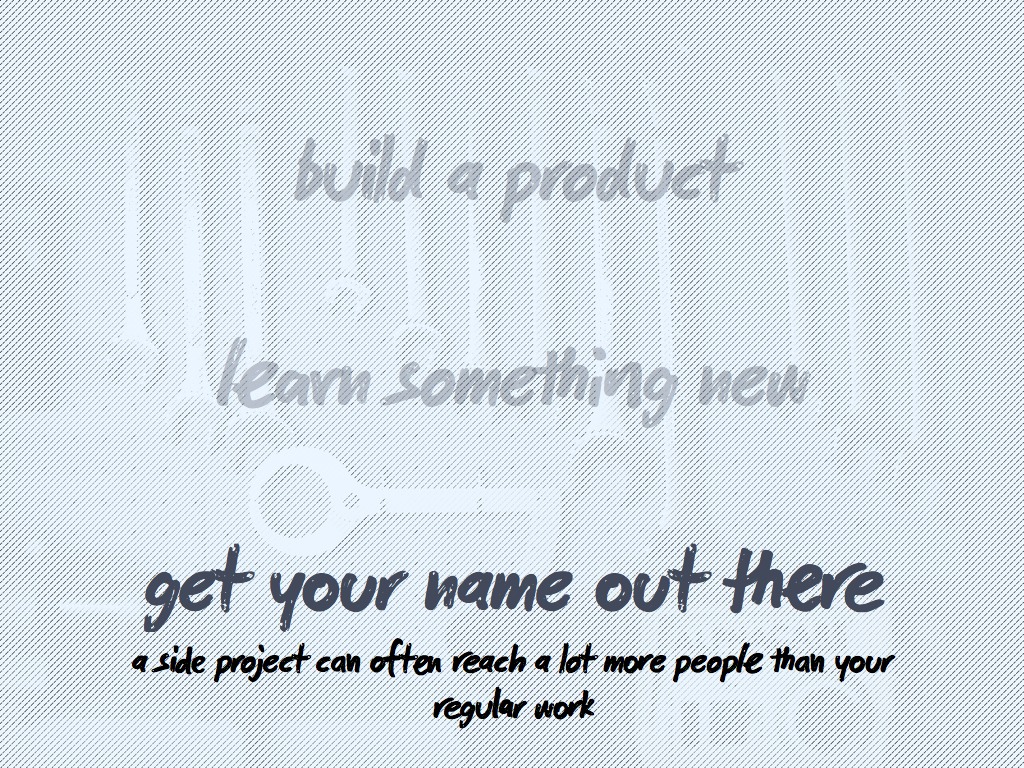 build a product
learn something new
get your name out there
a side project can often reach a lot more people than your
regular work